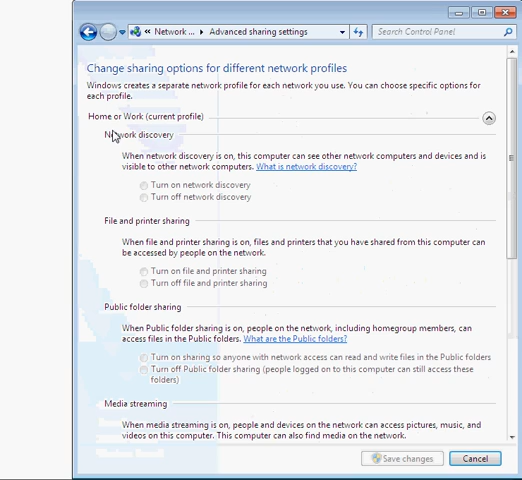 Network ... Advanced sharing settings Search Control Panel
Change sharing options for different network profiles
Windows creates a separate network profile for each network you use. You can choose specific options for
each profile.
Home or Work (current profile)
Network discovery
When network discovery is on, this computer can see other network computers and devices and is
visible to other network computers. What is network discovery?
Turn on network discovery
Turn off network discovery
File and printer sharing
When file and printer sharing is on, files and printers that you have shared from this computer can
be accessed by people on the network.
Turn on file and printer sharing
Turn off file and printer sharing
Public folder sharing
When Public folder sharing is on, people on the network, including homegroup members, can
access files in the Public folders. What are the Public folders?
Turn on sharing so anyone with network access can read and write files in the Public folders
Turn off Public folder sharing (people logged on to this computer can still access these
folders)
Media streaming
When media streaming is on, people and devices on the network can access pictures, music, and
videos on this computer. This computer can also find media on the network.
Save changes Cancel